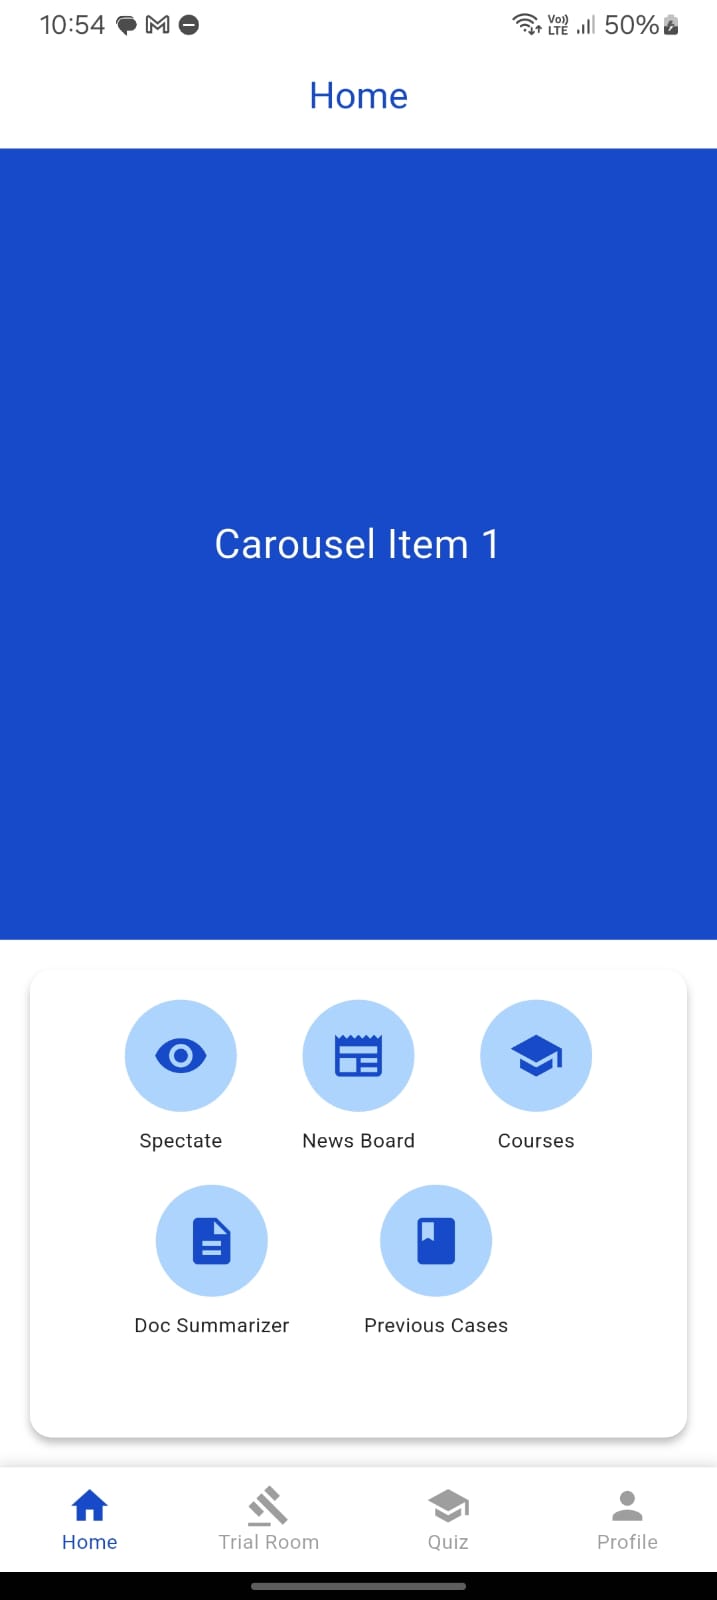 10:54 Vo)) LTE 50%
Home
Carousel Item 1
Spectate News Board Courses
Doc Summarizer Previous Cases
Home Trial Room Quiz Profile